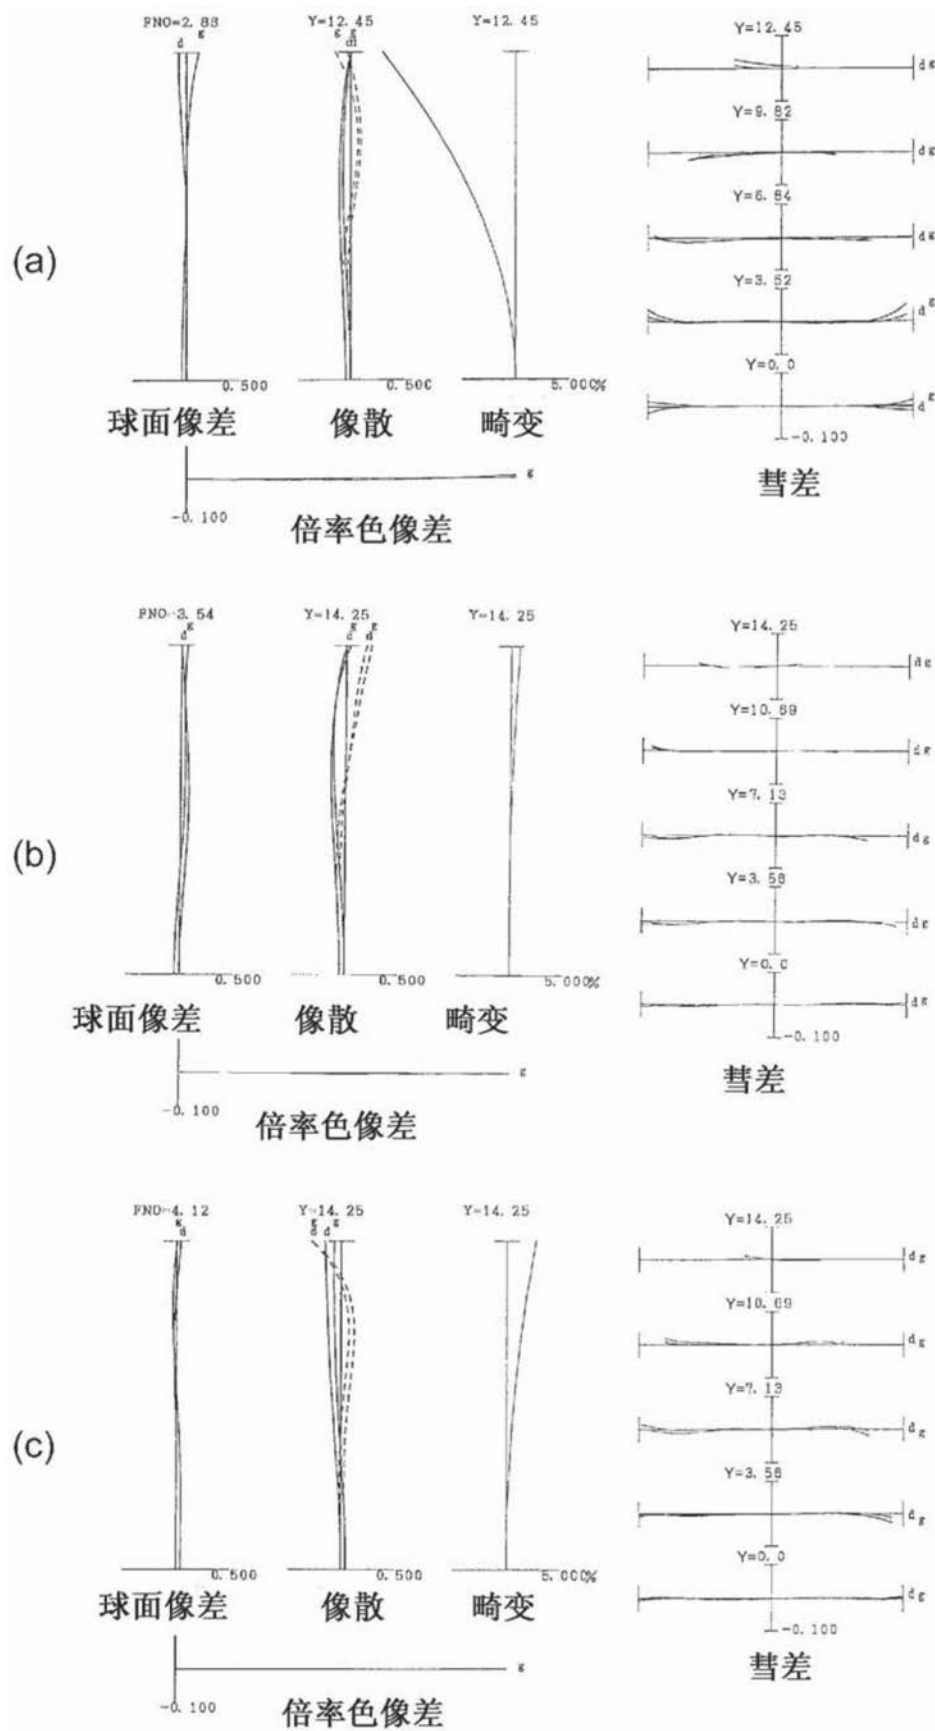 (a)
FNO=2.88 Y=12.45 Y=12.45
d g g g d
0.500 0.500 5.000%
球面像差 像散 畸变
g
-0.100
倍率色像差
Y=12.45
d g
Y=9.82
d g
Y=6.84
d g
Y=3.52
d g
Y=0.0
d g
-0.100
彗差
(b)
FNO=3.54 Y=14.25 Y=14.25
d g d g d g
0.500 0.500 5.000%
球面像差 像散 畸变
g
-0.100
倍率色像差
Y=14.25
d g
Y=10.69
d g
Y=7.13
d g
Y=3.56
d g
Y=0.0
d g
-0.100
彗差
(c)
FNO=4.12 Y=14.25 Y=14.25
g d g d d g
0.500 0.500 5.000%
球面像差 像散 畸变
g
-0.100
倍率色像差
Y=14.25
d g
Y=10.69
d g
Y=7.13
d g
Y=3.56
d g
Y=0.0
d g
-0.100
彗差